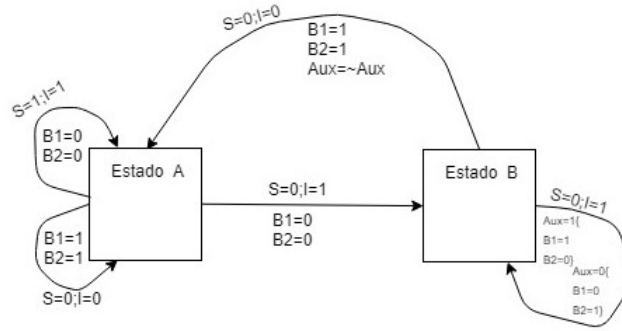 S=0;I=0
B1=1
B2=1
Aux=~Aux
S=1;I=1
B1=0
B2=0
Estado A
Estado B
S=0;I=1
B1=0
B2=0
S=0;I=1
Aux=1{
B1=1
B2=0}
Aux=0{
B1=0
B2=1}
B1=1
B2=1
S=0;I=0